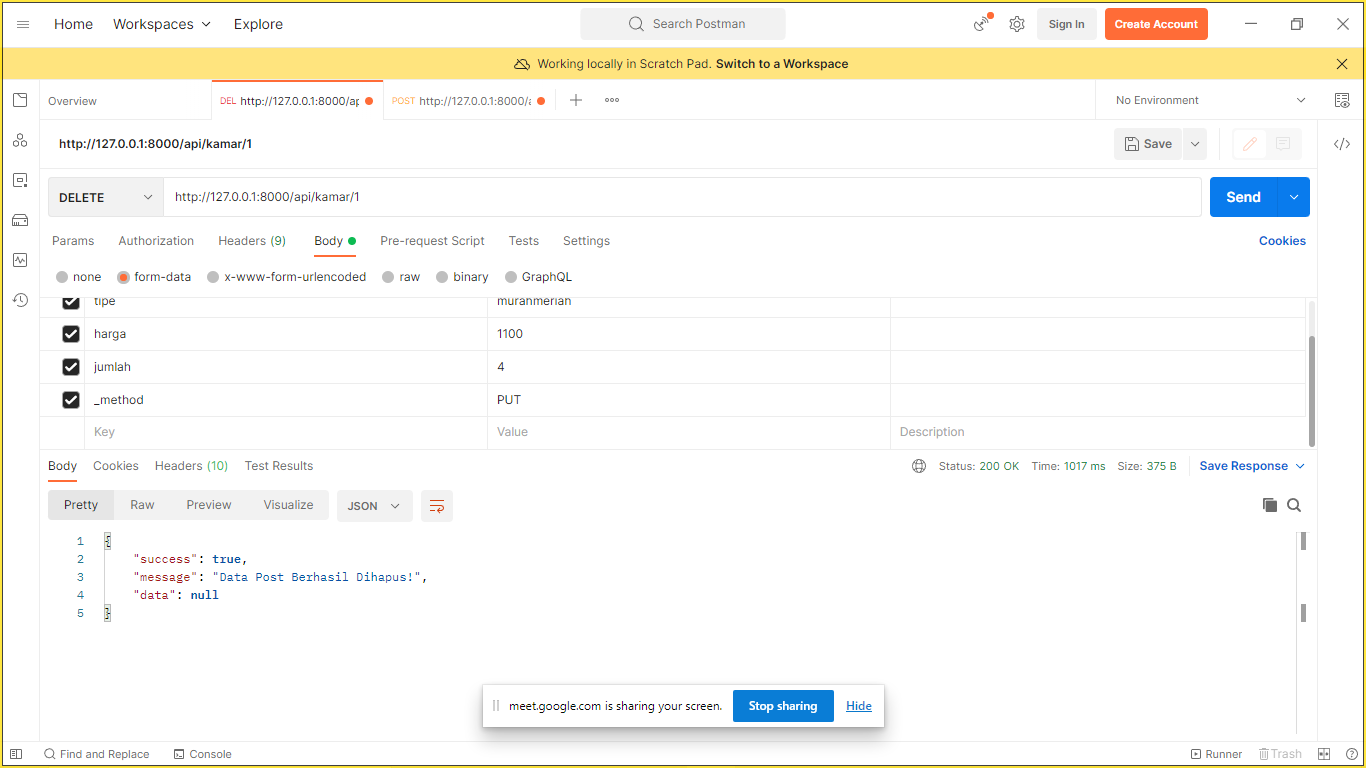 Home Workspaces Explore Search Postman Sign In Create Account
Working locally in Scratch Pad. Switch to a Workspace
Overview DEL http://127.0.0.1:8000/ap POST http://127.0.0.1:8000/a No Environment
http://127.0.0.1:8000/api/kamar/1 Save
DELETE http://127.0.0.1:8000/api/kamar/1 Send
Params Authorization Headers (9) Body Pre-request Script Tests Settings Cookies
none form-data x-www-form-urlencoded raw binary GraphQL
tipe murahmeriah
harga 1100
jumlah 4
_method PUT
Key Value Description
Body Cookies Headers (10) Test Results Status: 200 OK Time: 1017 ms Size: 375 B Save Response
Pretty Raw Preview Visualize JSON
1 {
2 "success": true,
3 "message": "Data Post Berhasil Dihapus!",
4 "data": null
5 }
meet.google.com is sharing your screen. Stop sharing Hide
Find and Replace Console Runner Trash